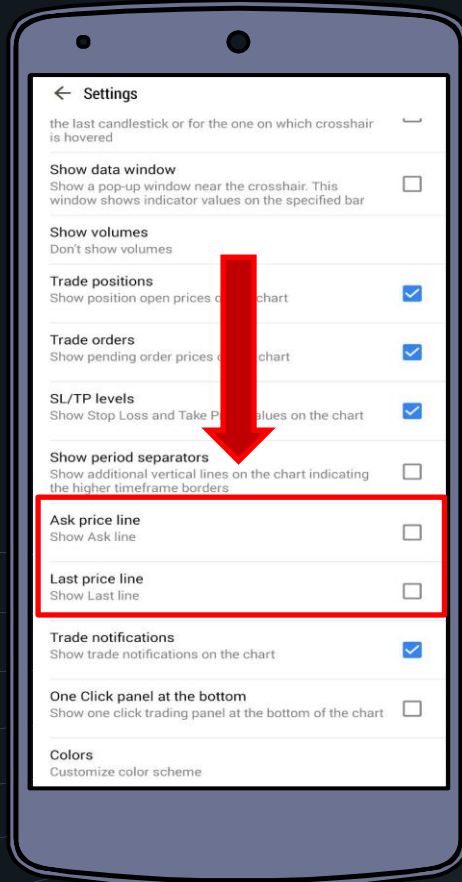 Settings
the last candlestick or for the one on which crosshair
is hovered
Show data window
Show a pop-up window near the crosshair. This
window shows indicator values on the specified bar
Show volumes
Don't show volumes
Trade positions
Show position open prices o chart
Trade orders
Show pending order prices chart
SL/TP levels
Show Stop Loss and Take P alues on the chart
Show period separators
Show additional vertical lines on the chart indicating
the higher timeframe borders
Ask price line
Show Ask line
Last price line
Show Last line
Trade notifications
Show trade notifications on the chart
One Click panel at the bottom
Show one click trading panel at the bottom of the chart
Colors
Customize color scheme